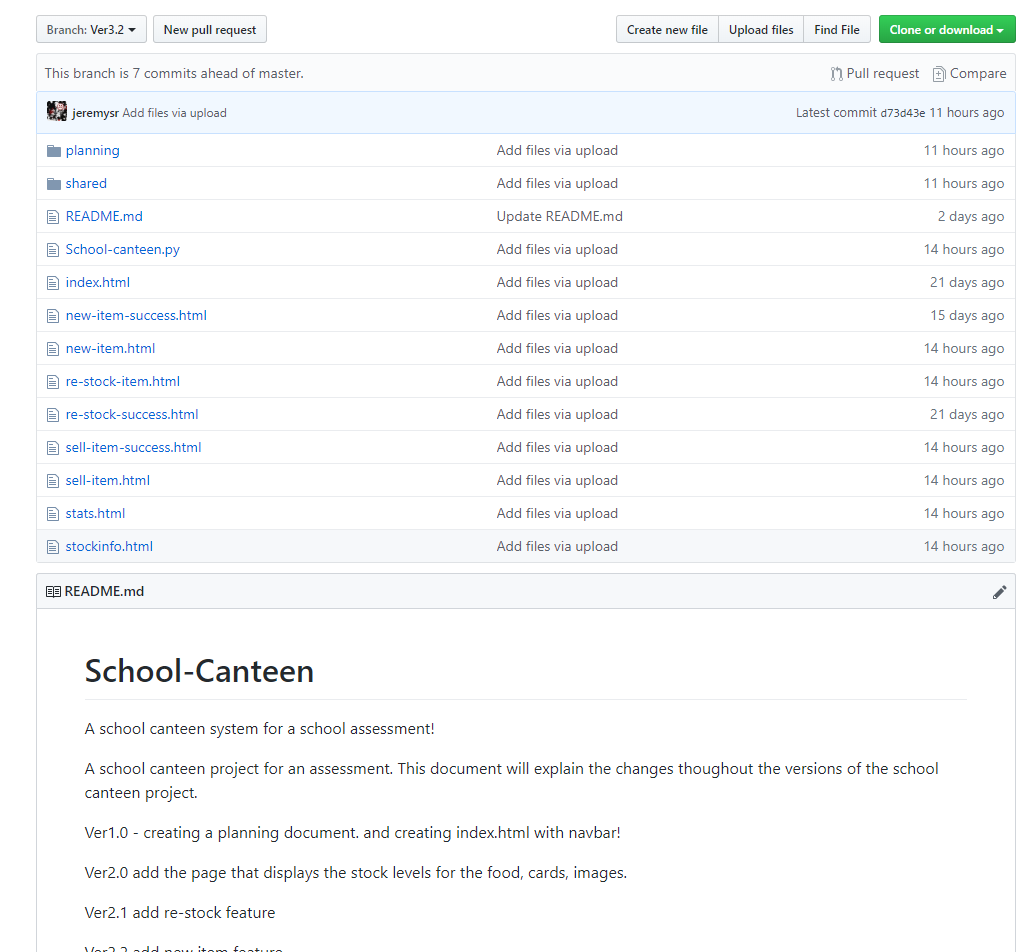 Branch: Ver3.2 New pull request Create new file Upload files Find File Clone or download
This branch is 7 commits ahead of master. Pull request Compare
jeremysr Add files via upload Latest commit d73d43e 11 hours ago
planning Add files via upload 11 hours ago
shared Add files via upload 11 hours ago
README.md Update README.md 2 days ago
School-canteen.py Add files via upload 14 hours ago
index.html Add files via upload 21 days ago
new-item-success.html Add files via upload 15 days ago
new-item.html Add files via upload 14 hours ago
re-stock-item.html Add files via upload 14 hours ago
re-stock-success.html Add files via upload 21 days ago
sell-item-success.html Add files via upload 14 hours ago
sell-item.html Add files via upload 14 hours ago
stats.html Add files via upload 14 hours ago
stockinfo.html Add files via upload 14 hours ago
README.md
School-Canteen
A school canteen system for a school assessment!
A school canteen project for an assessment. This document will explain the changes thoughout the versions of the school
canteen project.
Ver1.0 - creating a planning document. and creating index.html with navbar!
Ver2.0 add the page that displays the stock levels for the food, cards, images.
Ver2.1 add re-stock feature
add new item feature